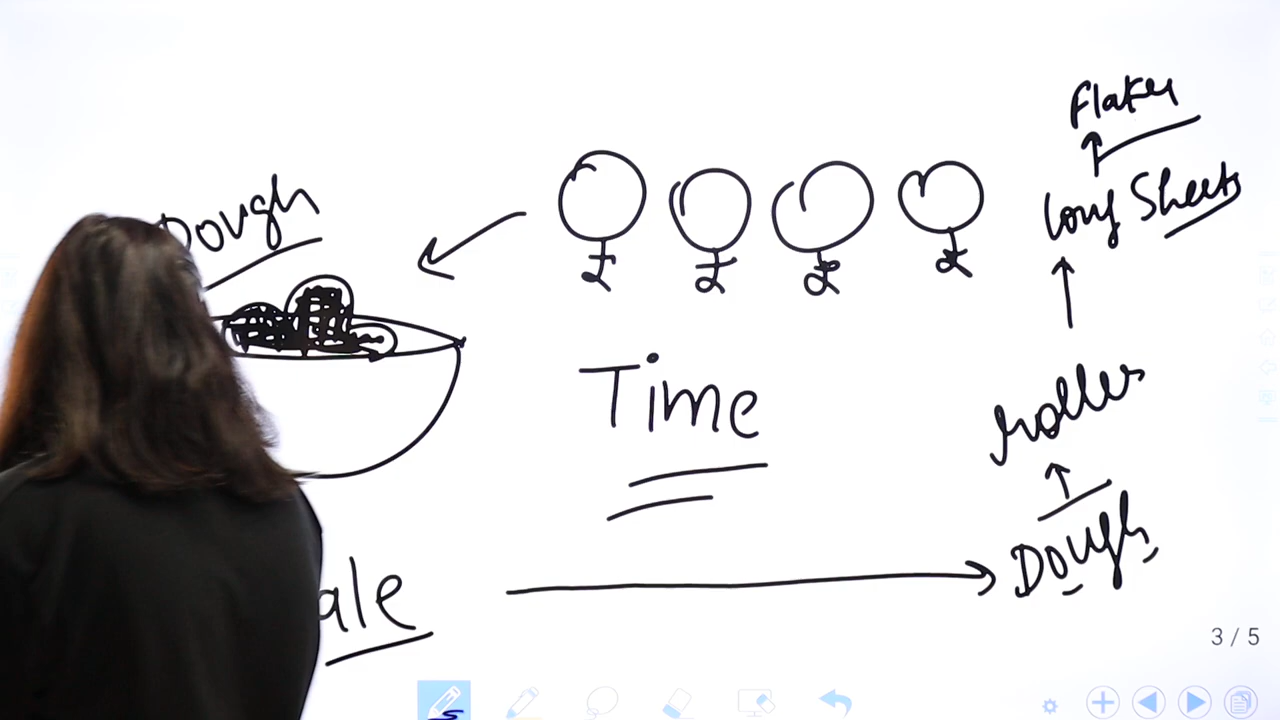 Flakes
Long Sheets
Dough
£ £ £ £
Time
roller
Dough
ale
3 / 5